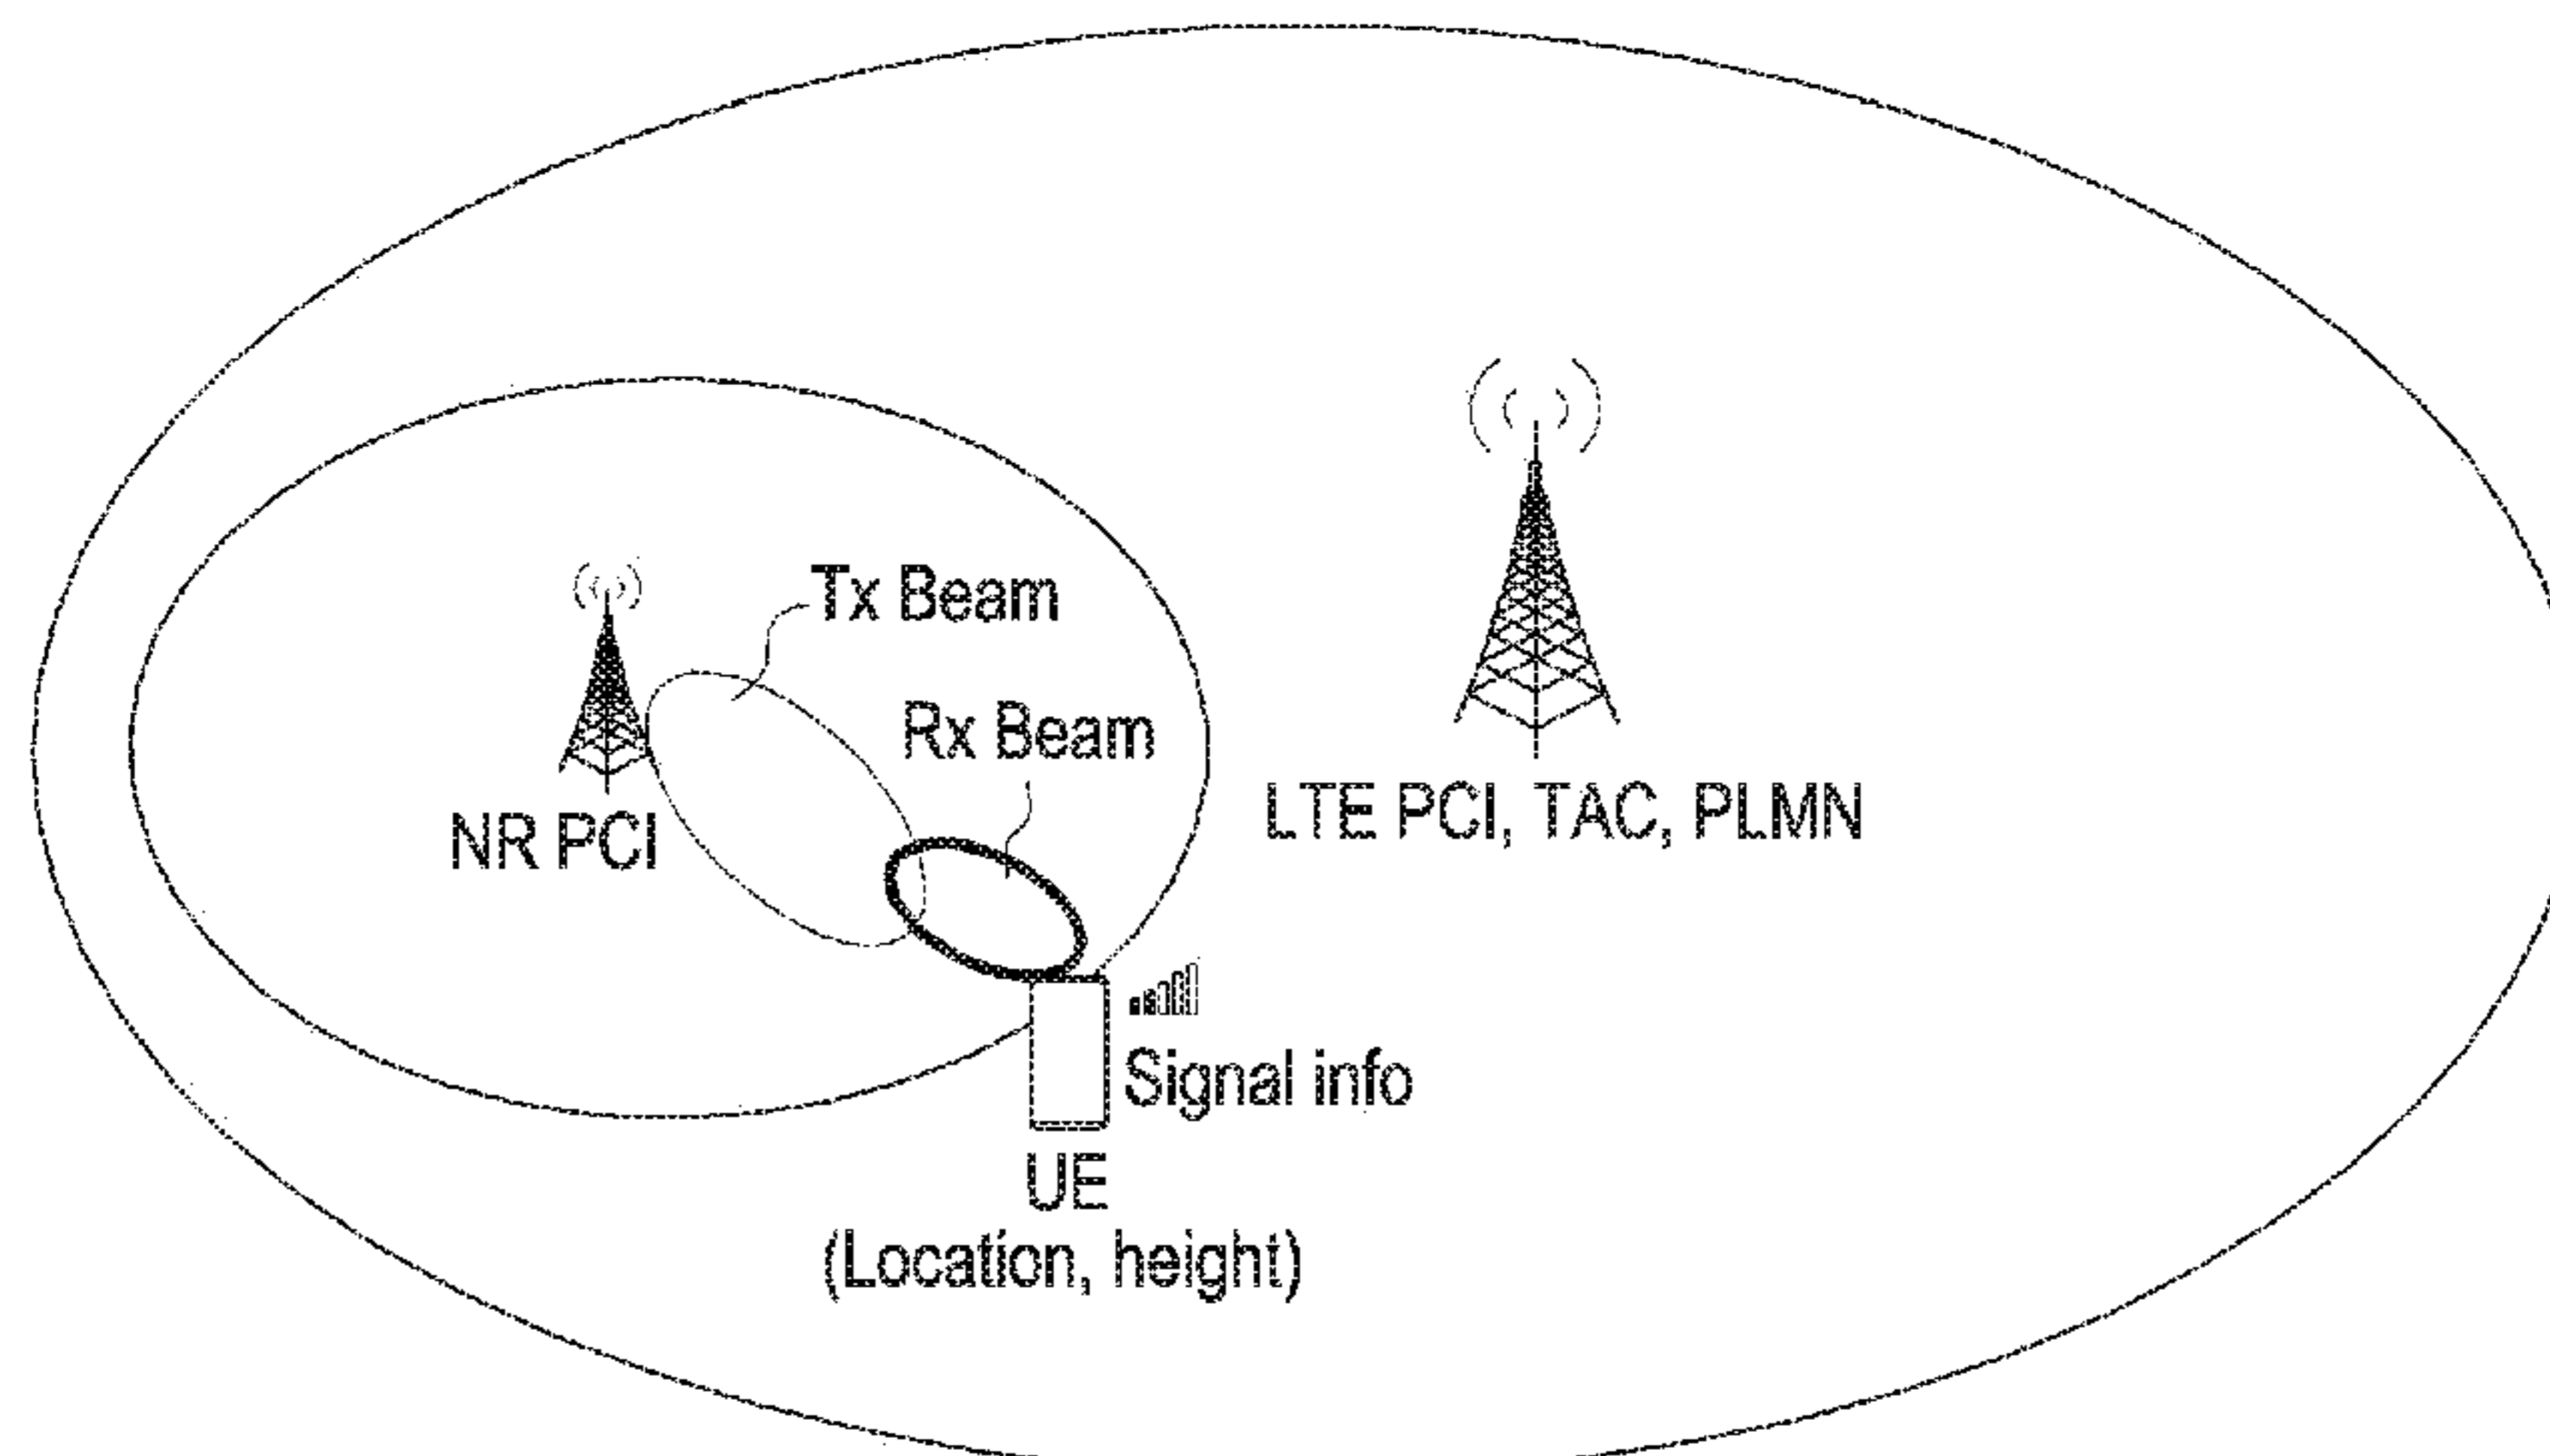 Tx Beam
Rx Beam
NR PCI
LTE PCI, TAC, PLMN
Signal info
UE
(Location, height)